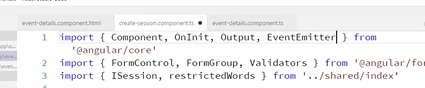 event-details.component.html create-session.component.ts event-details.component.ts
1 import { Component, OnInit, Output, EventEmitter } from
'@angular/core'
2 import { FormControl, FormGroup, Validators } from '@angular/for
3 import { ISession, restrictedWords } from '../shared/index'
4